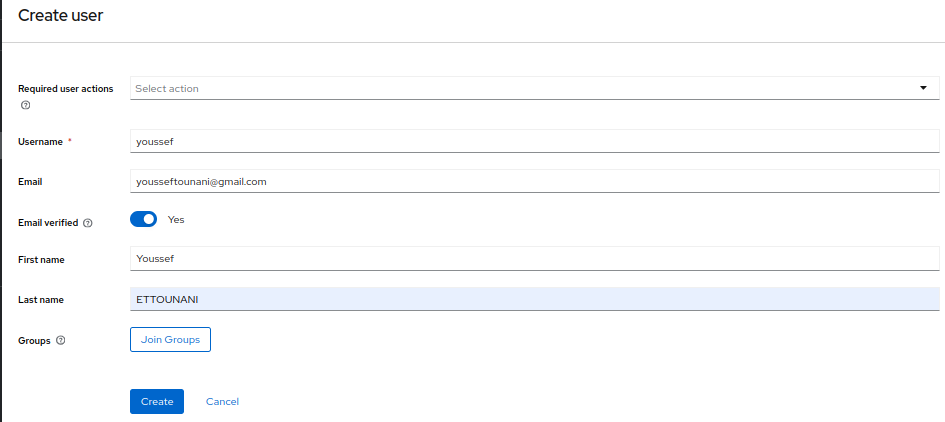 Create user
Required user actions
Select action
Username *
youssef
Email
yousseftounani@gmail.com
Email verified
Yes
First name
Youssef
Last name
ETTOUNANI
Groups
Join Groups
Create Cancel